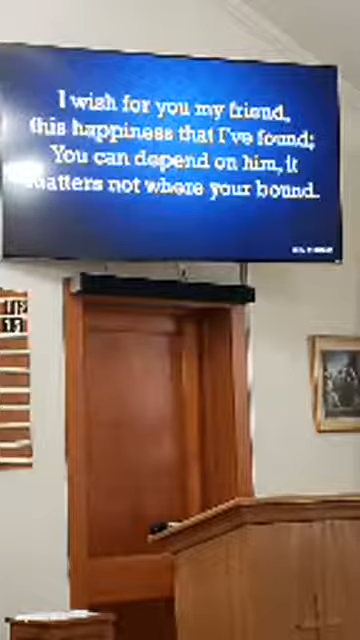 I wish for you my friend,
this happiness that I've found;
You can depend on him, it
matters not where your bound.